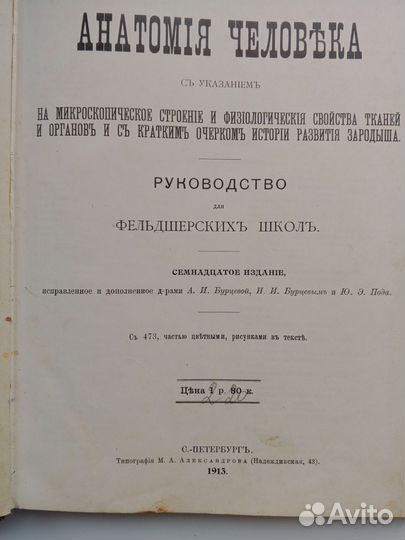 АНАТОМІЯ ЧЕЛОВѢКА
СЪ УКАЗАНІЕМЪ
НА МИКРОСКОПИЧЕСКОЕ СТРОЕНІЕ И ФИЗІОЛОГИЧЕСКІЯ СВОЙСТВА ТКАНЕЙ
И ОРГАНОВЪ И СЪ КРАТКИМЪ ОЧЕРКОМЪ ИСТОРІИ РАЗВИТІЯ ЗАРОДЫША.
РУКОВОДСТВО
ДЛЯ
ФЕЛЬДШЕРСКИХЪ ШКОЛЪ.
СЕМНАДЦАТОЕ ИЗДАНІЕ,
исправленное и дополненное д-рами А. П. Бурцевой, Н. И. Бурцевымъ и Ю. Э. Пода.
Съ 473, частью цвѣтными, рисунками въ текстѣ.
Цѣна 1 р. 80 к.
2-20
С.-ПЕТЕРБУРГЪ.
Типографія М. А. Александрова (Надеждинская, 43).
1913.
Avito